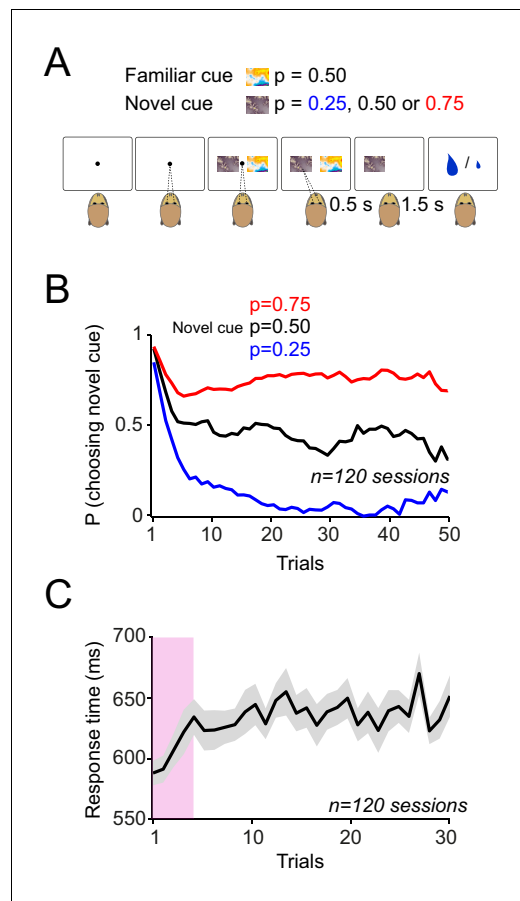 A
Familiar cue p = 0.50
Novel cue p = 0.25, 0.50 or 0.75
/
0.5 s 1.5 s
B
p=0.75
Novel cue p=0.50
p=0.25
P (choosing novel cue)
1
0.5
0
n=120 sessions
1 10 20 30 40 50
Trials
C
Response time (ms)
700
650
600
550
n=120 sessions
1 10 20 30
Trials